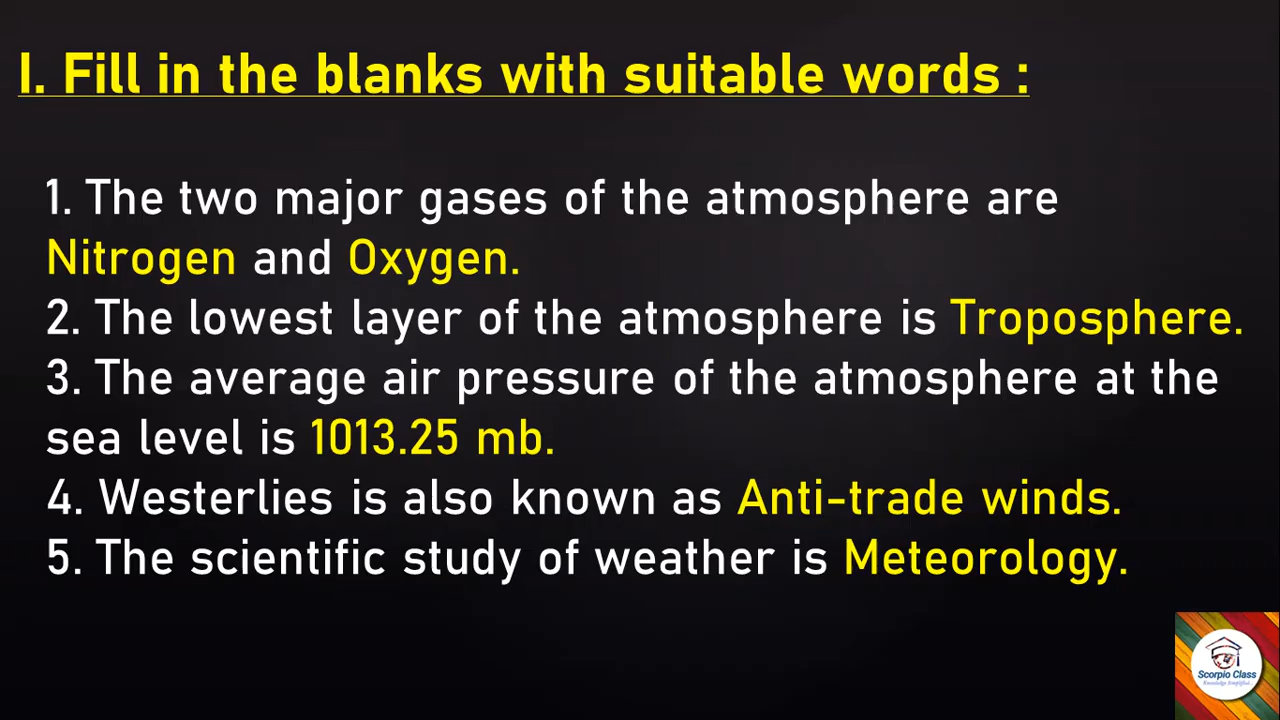 I. Fill in the blanks with suitable words :
1. The two major gases of the atmosphere are
Nitrogen and Oxygen.
2. The lowest layer of the atmosphere is Troposphere.
3. The average air pressure of the atmosphere at the
sea level is 1013.25 mb.
4. Westerlies is also known as Anti-trade winds.
5. The scientific study of weather is Meteorology.
Scorpio Class
Knowledge Simplified..